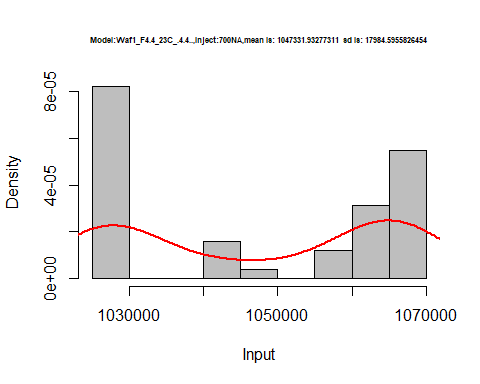 Model:Waf1_F4.4_23C_.4.4.,Inject:700NA,mean is: 1047331.93277311 sd is: 17984.5955826454
8e-05
4e-05
0e+00
Density
1030000 1050000 1070000
Input